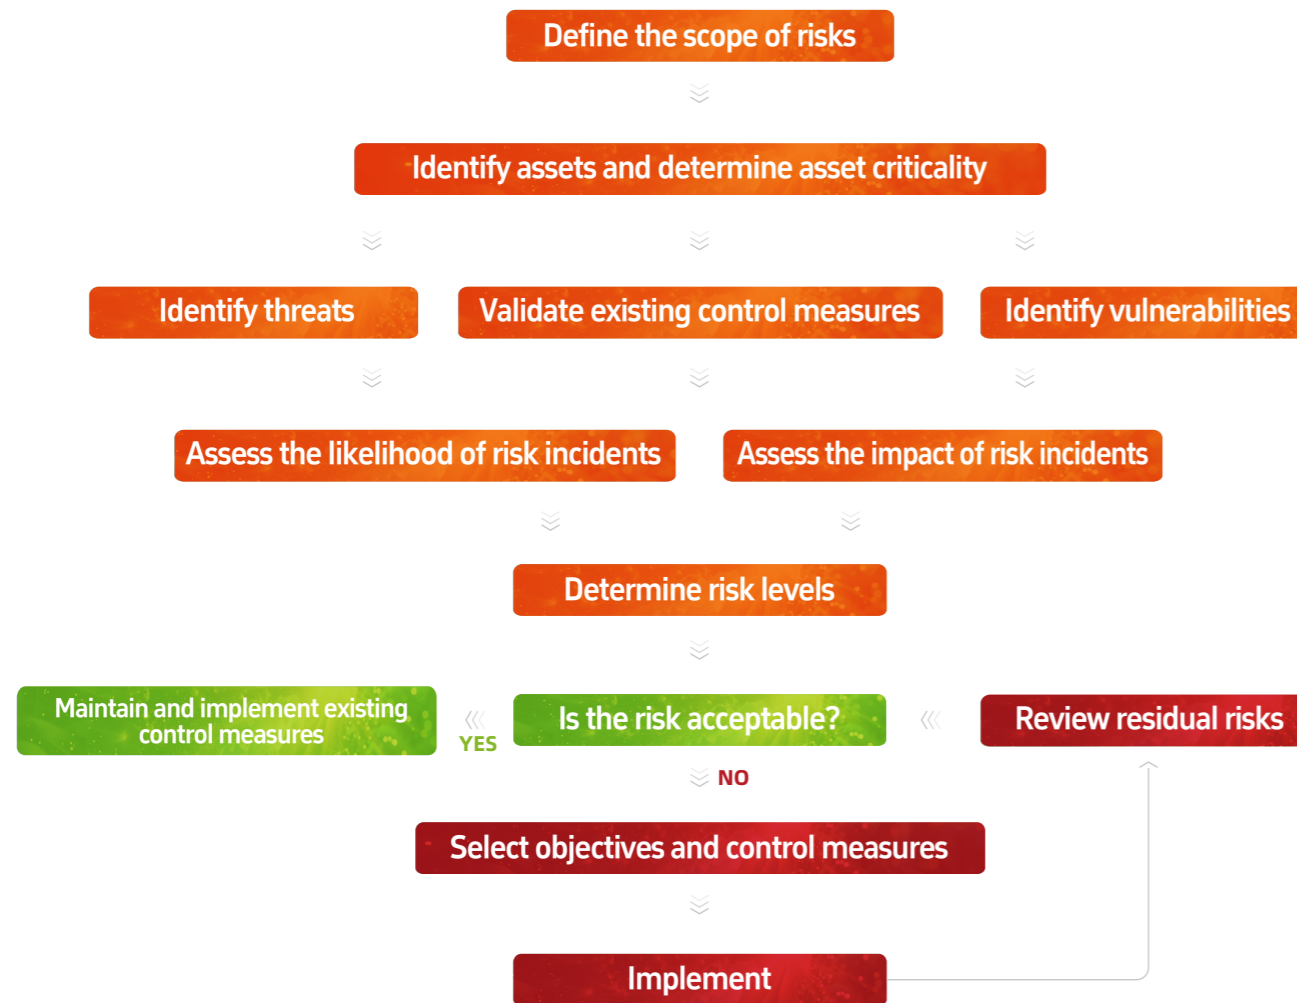 Define the scope of risks
Identify assets and determine asset criticality
Identify threats
Validate existing control measures
Identify vulnerabilities
Assess the likelihood of risk incidents
Assess the impact of risk incidents
Determine risk levels
Maintain and implement existing
control measures
YES
Is the risk acceptable?
Review residual risks
NO
Select objectives and control measures
Implement